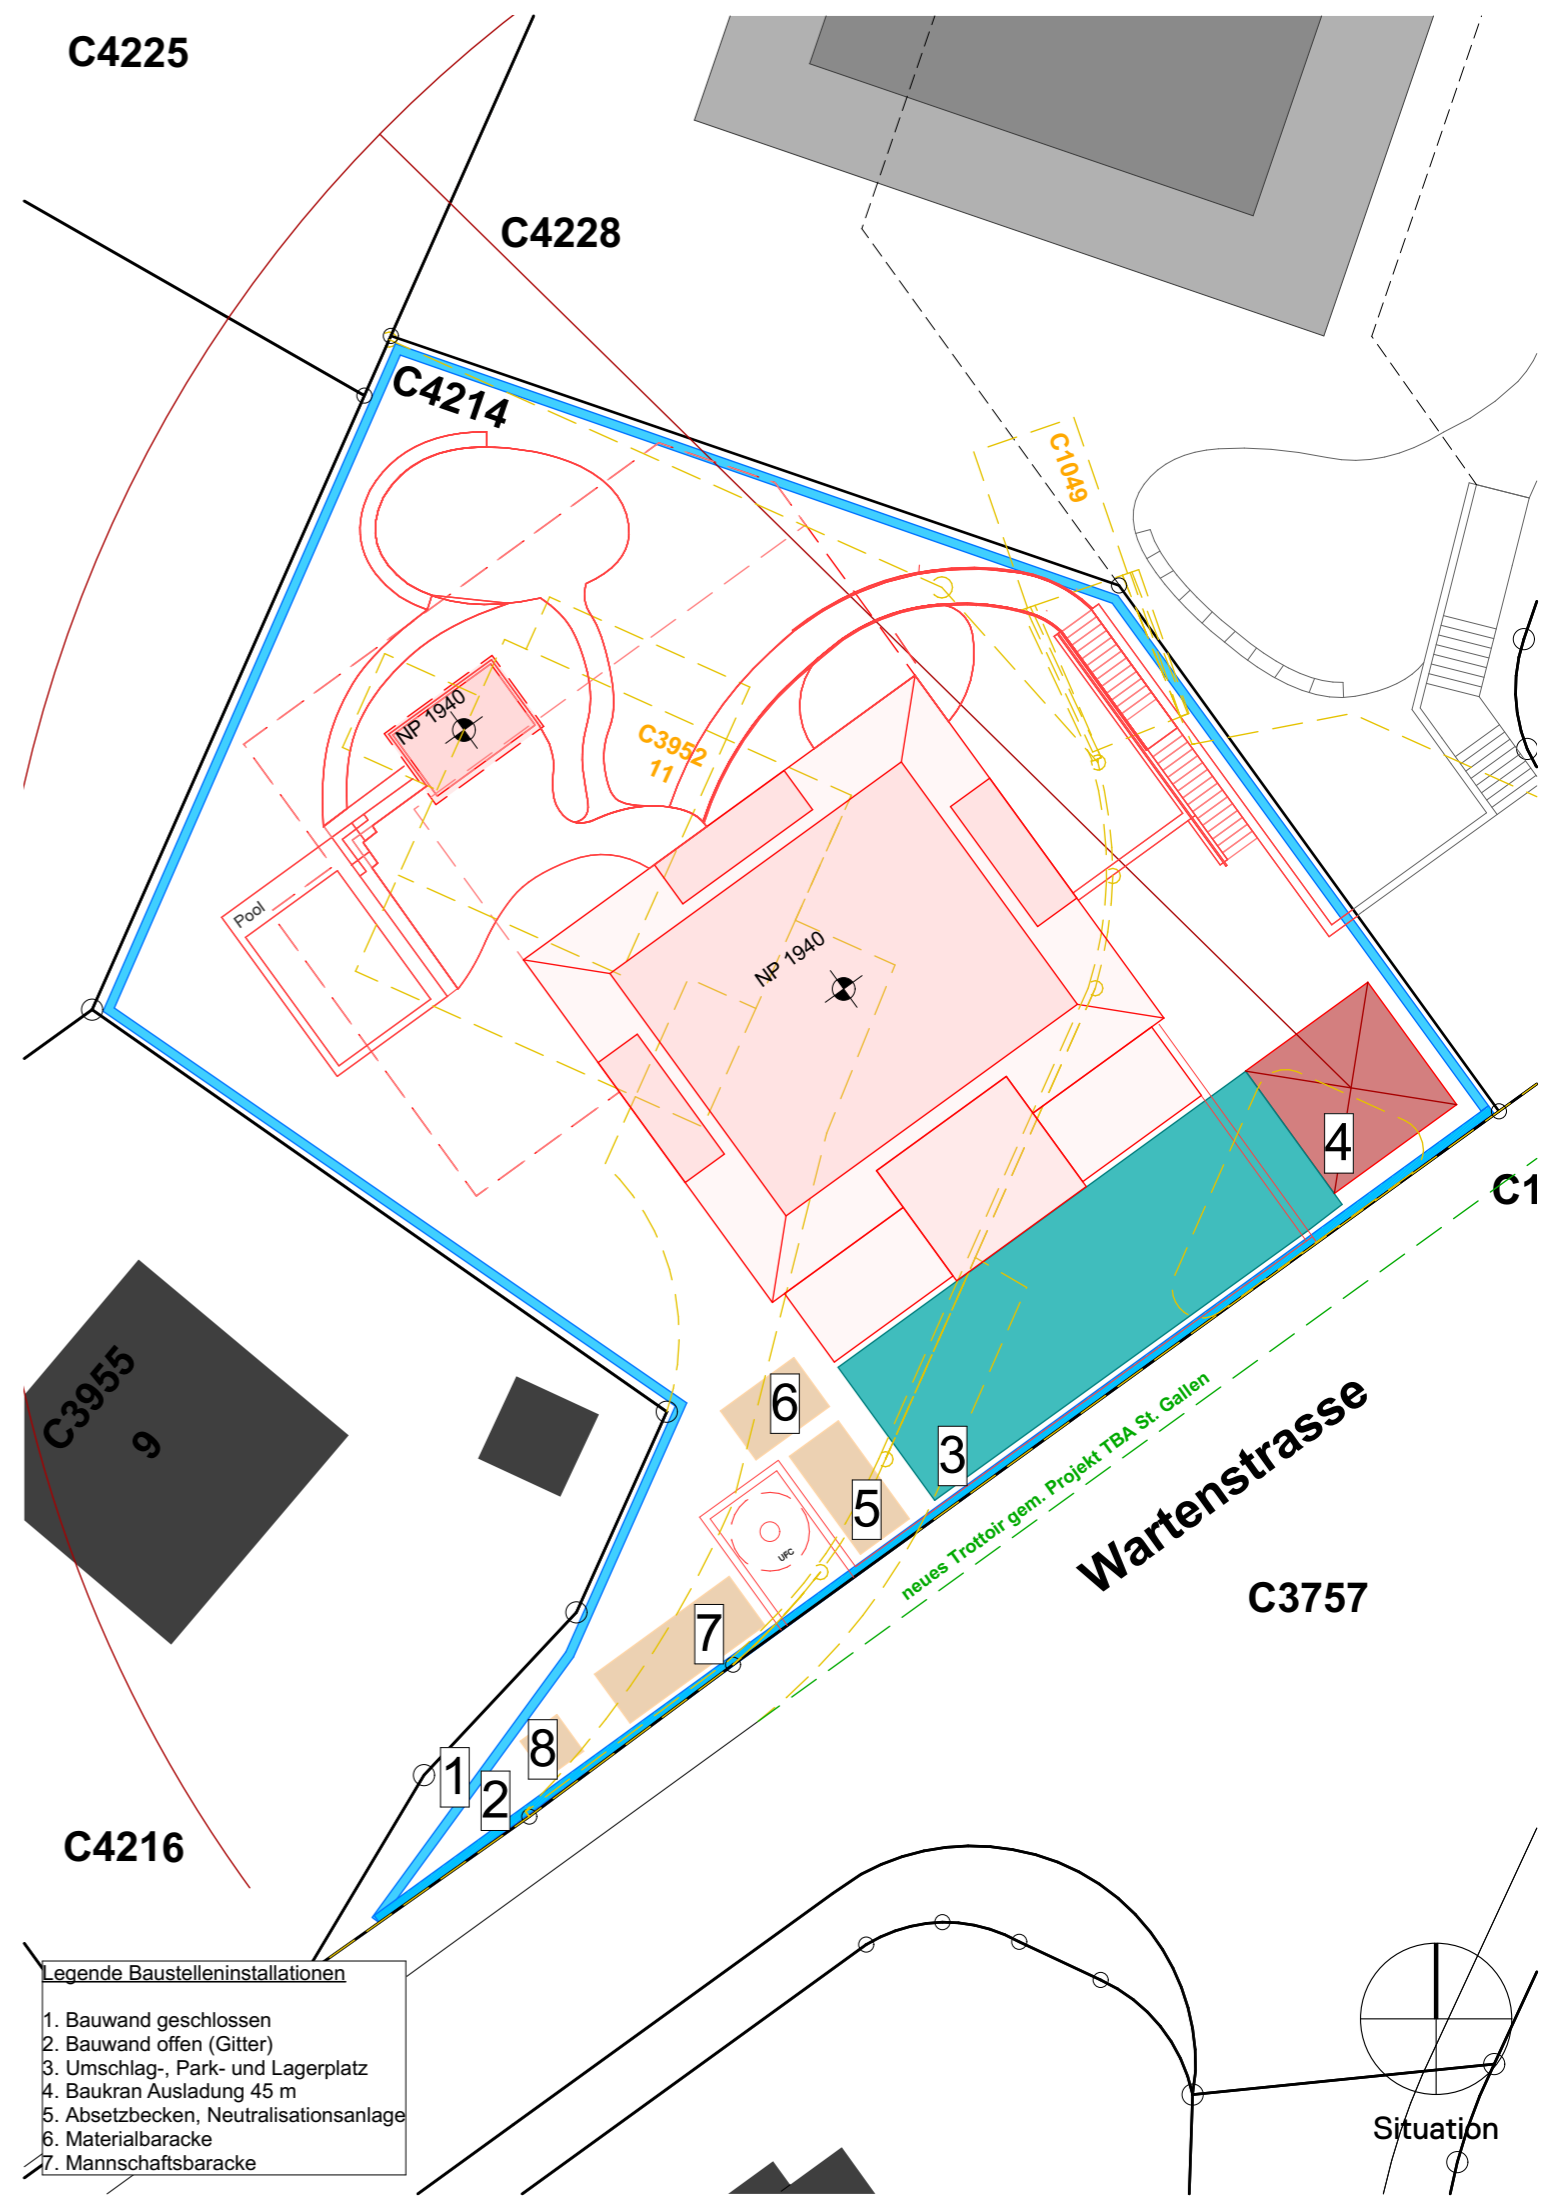 C4225
C4228
C4214
C1049
NP 1940
C3952
11
Pool
NP 1940
4
C1
C3955
9
6
3
5
UFC
neues Trottoir gem. Projekt TBA St. Gallen
Wartenstrasse
C3757
7
8
1
2
C4216
Legende Baustelleninstallationen
1. Bauwand geschlossen
2. Bauwand offen (Gitter)
3. Umschlag-, Park- und Lagerplatz
4. Baukran Ausladung 45 m
5. Absetzbecken, Neutralisationsanlage
6. Materialbaracke
7. Mannschaftsbaracke
Situation